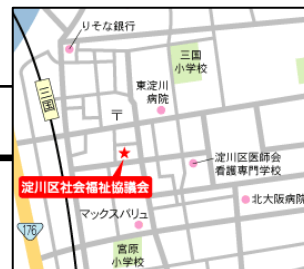 りそな銀行
三国
小学校
東淀川
病院
三国
〒
淀川区医師会
看護専門学校
淀川区社会福祉協議会
北大阪病院
マックスバリュ
176
宮原
小学校